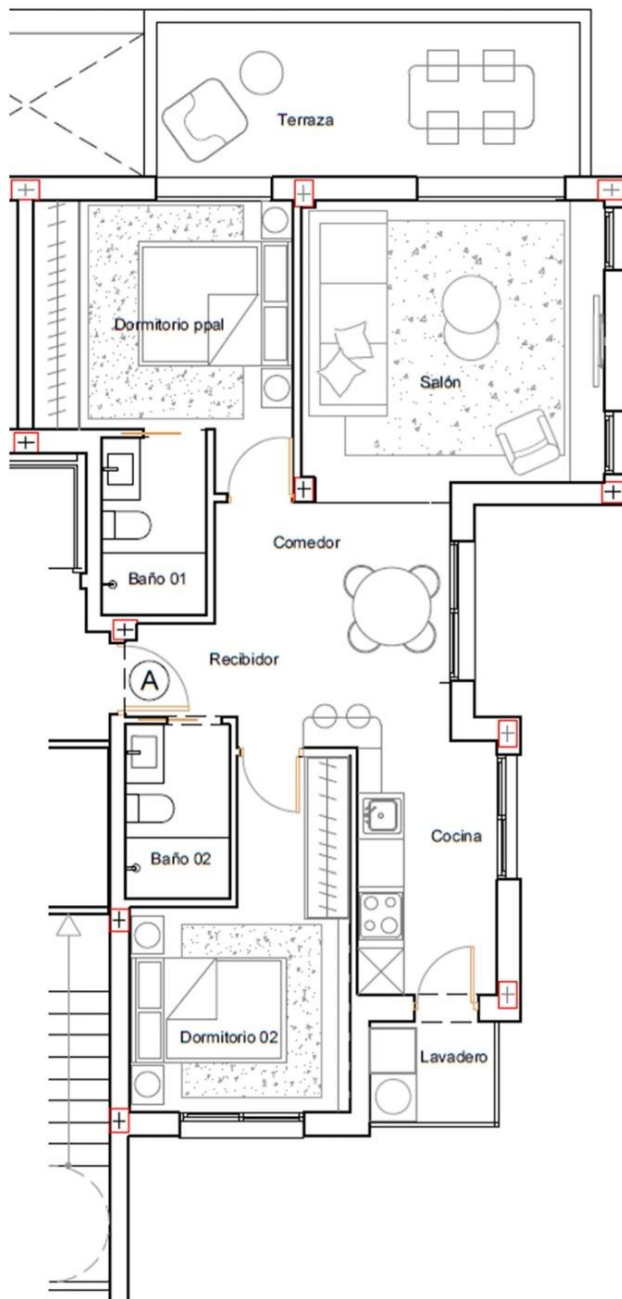 Terraza
Dormitorio ppal
Salón
Comedor
Baño 01
Recibidor
A
Cocina
Baño 02
Dormitorio 02
Lavadero